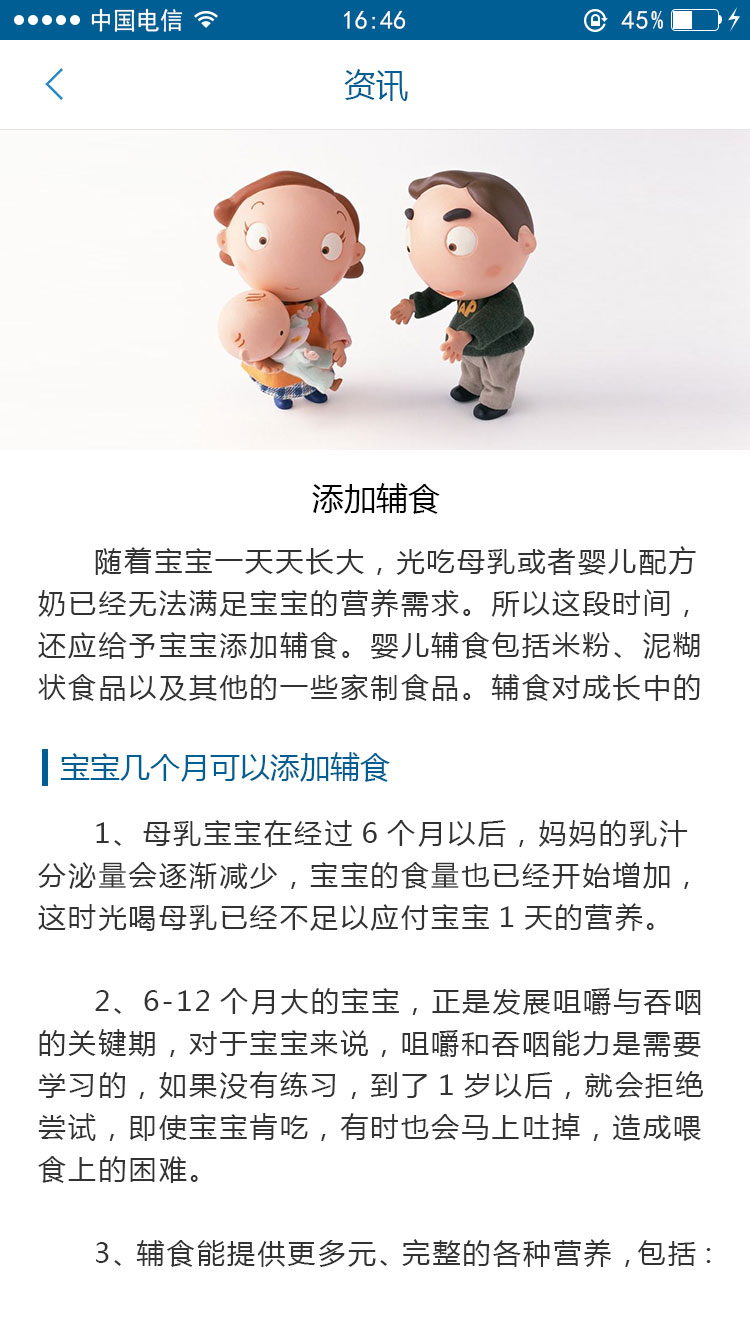 中国电信 16:46 45%
资讯
添加辅食
随着宝宝一天天长大，光吃母乳或者婴儿配方
奶已经无法满足宝宝的营养需求。所以这段时间，
还应给予宝宝添加辅食。婴儿辅食包括米粉、泥糊
状食品以及其他的一些家制食品。辅食对成长中的
宝宝几个月可以添加辅食
1、母乳宝宝在经过6个月以后，妈妈的乳汁
分泌量会逐渐减少，宝宝的食量也已经开始增加，
这时光喝母乳已经不足以应付宝宝1天的营养。
2、6-12个月大的宝宝，正是发展咀嚼与吞咽
的关键期，对于宝宝来说，咀嚼和吞咽能力是需要
学习的，如果没有练习，到了1岁以后，就会拒绝
尝试，即使宝宝肯吃，有时也会马上吐掉，造成喂
食上的困难。
3、辅食能提供更多元、完整的各种营养，包括：